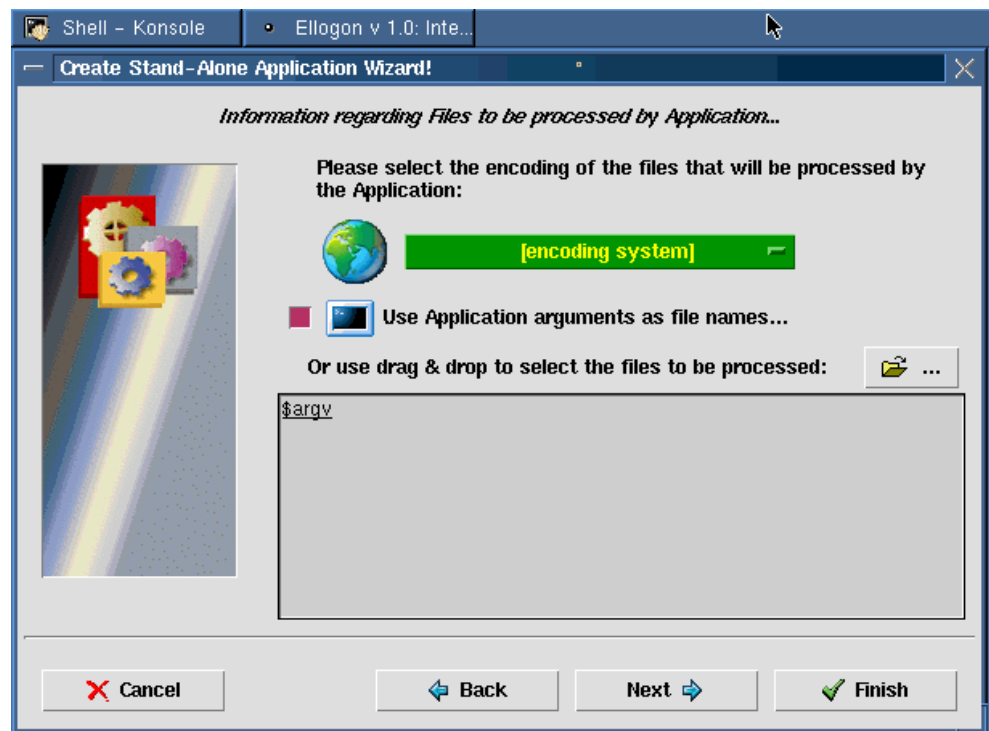 Shell - Konsole
Ellogon v 1.0: Inte...
Create Stand-Alone Application Wizard!
Information regarding Files to be processed by Application...
Please select the encoding of the files that will be processed by
the Application:
[encoding system]
Use Application arguments as file names...
Or use drag & drop to select the files to be processed:
...
$argv
Cancel
Back
Next
Finish